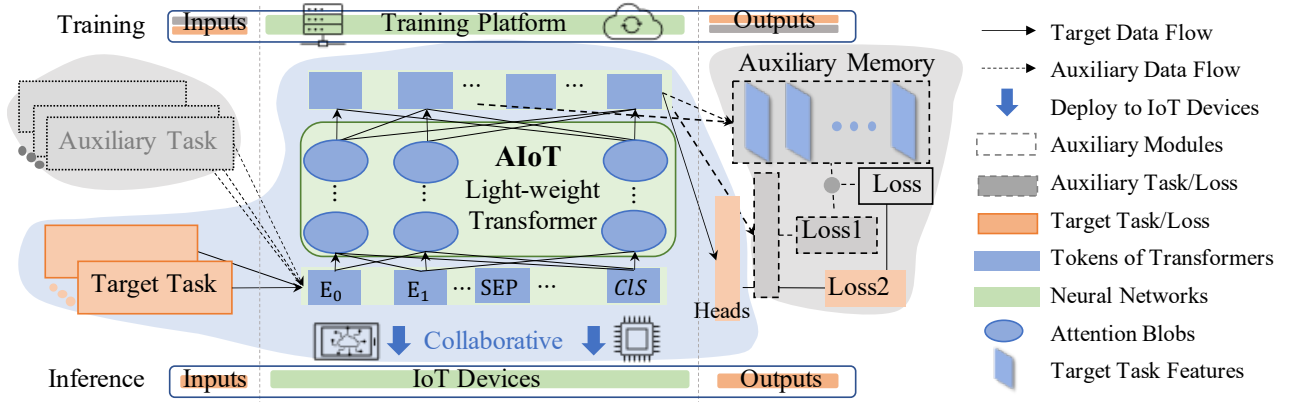 Training
Inputs
Training Platform
Outputs
Auxiliary Task
Target Task
AIoT
Light-weight
Transformer
E0
E1
...
SEP
...
ClS
Collaborative
Auxiliary Memory
Loss
Loss1
Loss2
Heads
Inference
Inputs
IoT Devices
Outputs
Target Data Flow
Auxiliary Data Flow
Deploy to IoT Devices
Auxiliary Modules
Auxiliary Task/Loss
Target Task/Loss
Tokens of Transformers
Neural Networks
Attention Blobs
Target Task Features